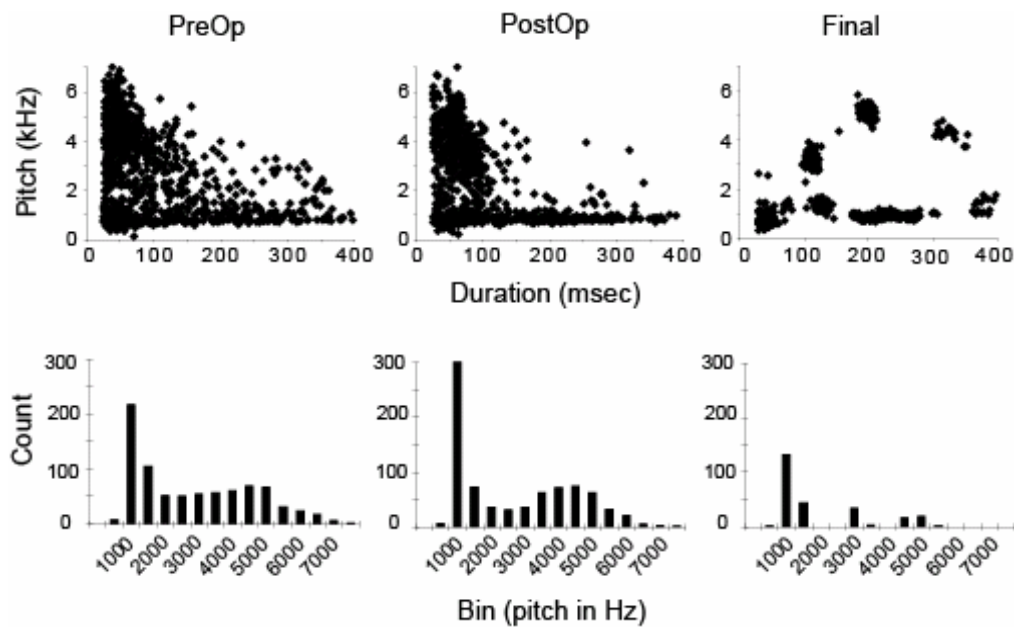 PreOp PostOp Final
Pitch (kHz)
6 6 6
4 4 4
2 2 2
0 0 0
0 100 200 300 400 0 100 200 300 400 0 100 200 300 400
Duration (msec)
Count
300 300 300
200 200 200
100 100 100
0 0 0
1000 2000 3000 4000 5000 6000 7000 1000 2000 3000 4000 5000 6000 7000 1000 2000 3000 4000 5000 6000 7000
Bin (pitch in Hz)